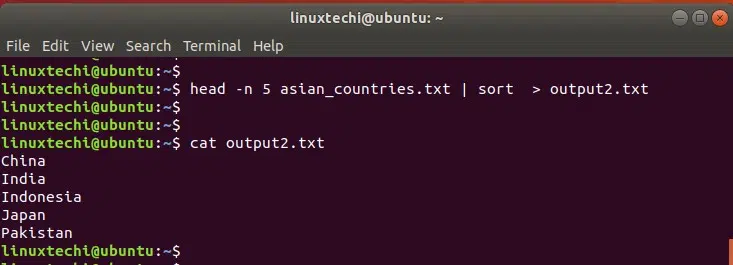 linuxtechi@ubuntu: ~
File Edit View Search Terminal Help
linuxtechi@ubuntu:~$
linuxtechi@ubuntu:~$ head -n 5 asian_countries.txt | sort  > output2.txt
linuxtechi@ubuntu:~$
linuxtechi@ubuntu:~$
linuxtechi@ubuntu:~$ cat output2.txt
China
India
Indonesia
Japan
Pakistan
linuxtechi@ubuntu:~$